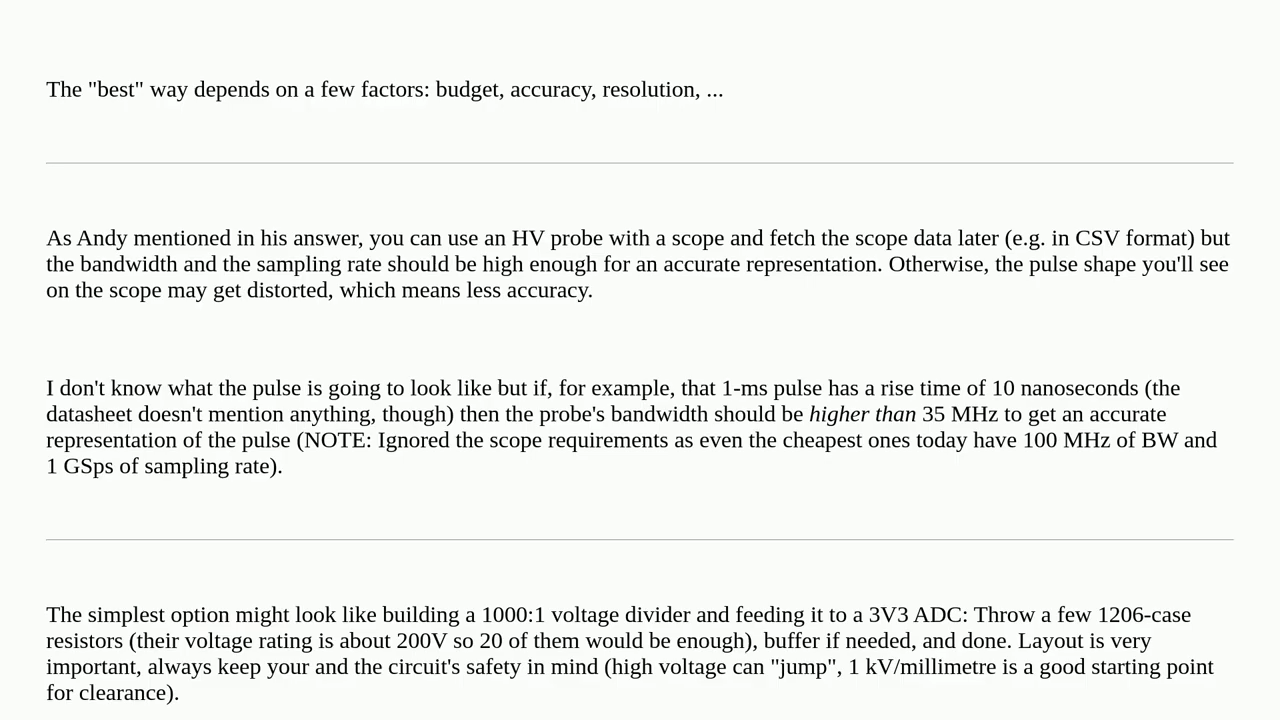 The "best" way depends on a few factors: budget, accuracy, resolution, ...
As Andy mentioned in his answer, you can use an HV probe with a scope and fetch the scope data later (e.g. in CSV format) but
the bandwidth and the sampling rate should be high enough for an accurate representation. Otherwise, the pulse shape you'll see
on the scope may get distorted, which means less accuracy.
I don't know what the pulse is going to look like but if, for example, that 1-ms pulse has a rise time of 10 nanoseconds (the
datasheet doesn't mention anything, though) then the probe's bandwidth should be higher than 35 MHz to get an accurate
representation of the pulse (NOTE: Ignored the scope requirements as even the cheapest ones today have 100 MHz of BW and
1 GSps of sampling rate).
The simplest option might look like building a 1000:1 voltage divider and feeding it to a 3V3 ADC: Throw a few 1206-case
resistors (their voltage rating is about 200V so 20 of them would be enough), buffer if needed, and done. Layout is very
important, always keep your and the circuit's safety in mind (high voltage can "jump", 1 kV/millimetre is a good starting point
for clearance).